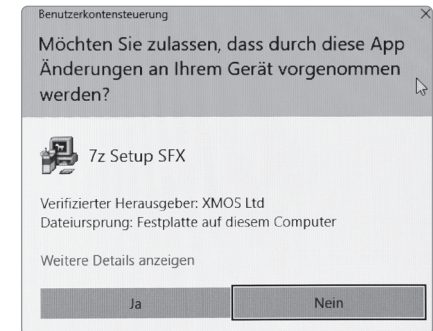 Benutzerkontensteuerung
Möchten Sie zulassen, dass durch diese App
Änderungen an Ihrem Gerät vorgenommen
werden?
7z Setup SFX
Verifizierter Herausgeber: XMOS Ltd
Dateiursprung: Festplatte auf diesem Computer
Weitere Details anzeigen
Ja
Nein